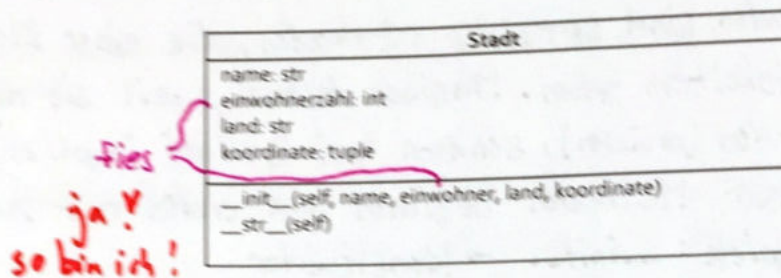 Stadt
name: str
einwohnerzahl: int
land: str
koordinate: tuple
fies
__init__(self, name, einwohner, land, koordinate)
__str__(self)
ja!
so bin ich!